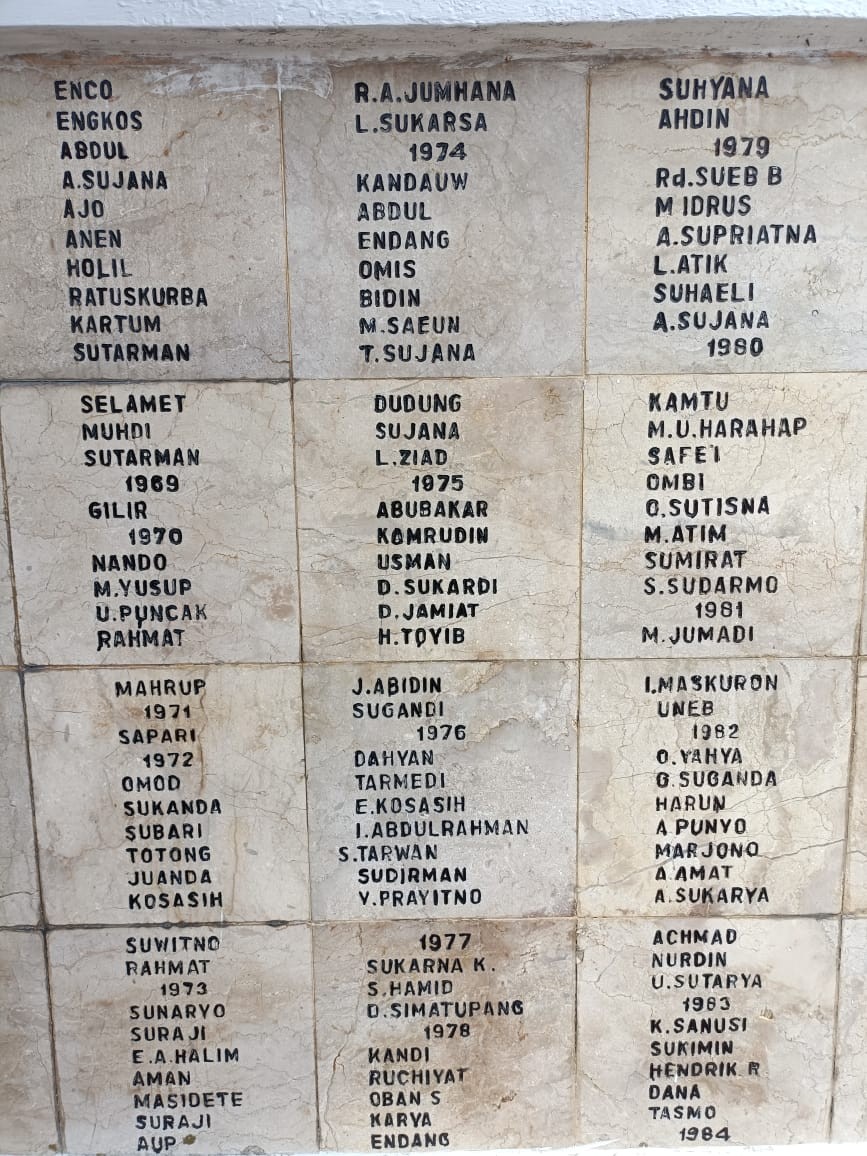 ENCO
ENGKOS
ABDUL
A.SUJANA
AJO
ANEN
HOLIL
RATUSKURBA
KARTUM
SUTARMAN
SELAMET
MUHDI
SUTARMAN
1969
GILIR
1970
NANDO
M.YUSUP
U.PUNCAK
RAHMAT
MAHRUP
1971
SAPARI
1972
OMOD
SUKANDA
SUBARI
TOTONG
JUANDA
KOSASIH
SUWITNO
RAHMAT
1973
SUNARYO
SURAJI
E.A.HALIM
AMAN
MASIDETE
SURAJI
AUP
R.A.JUMHANA
L.SUKARSA
1974
KANDAUW
ABDUL
ENDANG
OMIS
BIDIN
M.SAEUN
T.SUJANA
DUDUNG
SUJANA
L.ZIAD
1975
ABUBAKAR
KOMRUDIN
USMAN
D.SUKARDI
D.JAMIAT
H.TOYIB
J.ABIDIN
SUGANDI
1976
DAHYAN
TARMEDI
E.KOSASIH
I.ABDULRAHMAN
S.TARWAN
SUDIRMAN
Y.PRAYITNO
1977
SUKARNA K.
S.HAMID
D.SIMATUPANG
1978
KANDI
RUCHIYAT
OBAN S
KARYA
ENDANG
SUHYANA
AHDIN
1979
Rd.SUEB B
M IDRUS
A.SUPRIATNA
L.ATIK
SUHAELI
A.SUJANA
1980
KAMTU
M.U.HARAHAP
SAFE'I
OMBI
O.SUTISNA
M.ATIM
SUMIRAT
S.SUDARMO
1981
M.JUMADI
I.MASKURON
UNEB
1982
O.YAHYA
G.SUGANDA
HARUN
A.PUNYO
MARJONO
A.AMAT
A.SUKARYA
ACHMAD
NURDIN
U.SUTARYA
1983
K.SANUSI
SUKIMIN
HENDRIK R
DANA
TASMO
1984